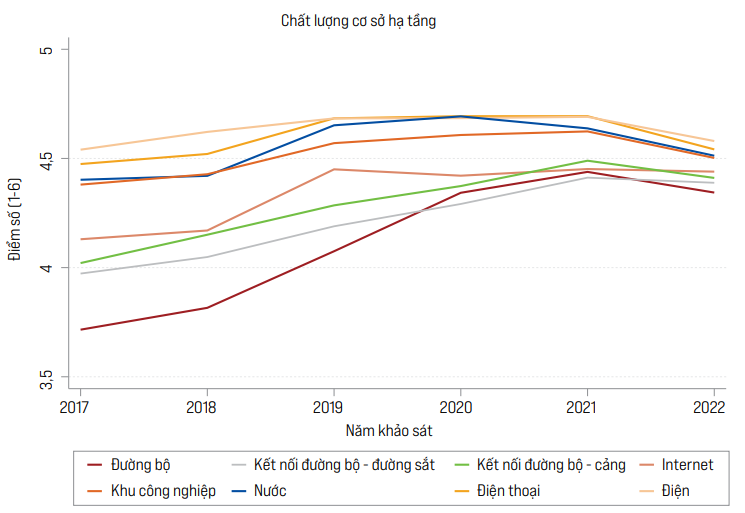 Chất lượng cơ sở hạ tầng
Điểm số (1-6)
5
4,5
4
3,5
2017 2018 2019 2020 2021 2022
Năm khảo sát
Đường bộ Kết nối đường bộ - đường sắt Kết nối đường bộ - cảng Internet
Khu công nghiệp Nước Điện thoại Điện